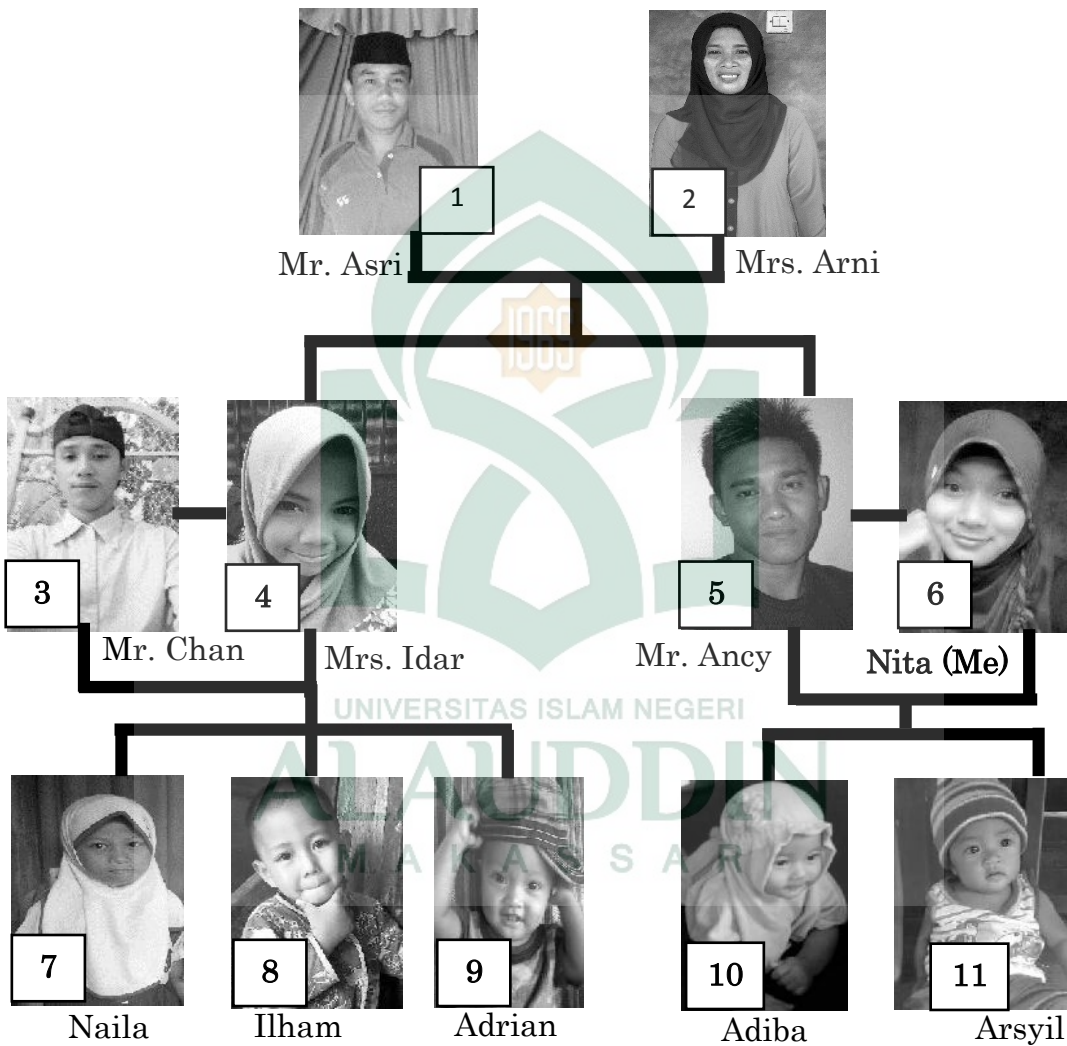 1
2
Mr. Asri
Mrs. Arni
1969
3
4
5
6
Mr. Chan
Mrs. Idar
Mr. Ancy
Nita (Me)
UNIVERSITAS ISLAM NEGERI
ALAUDDIN
MAKASSAR
7
8
9
10
11
Naila
Ilham
Adrian
Adiba
Arsyil